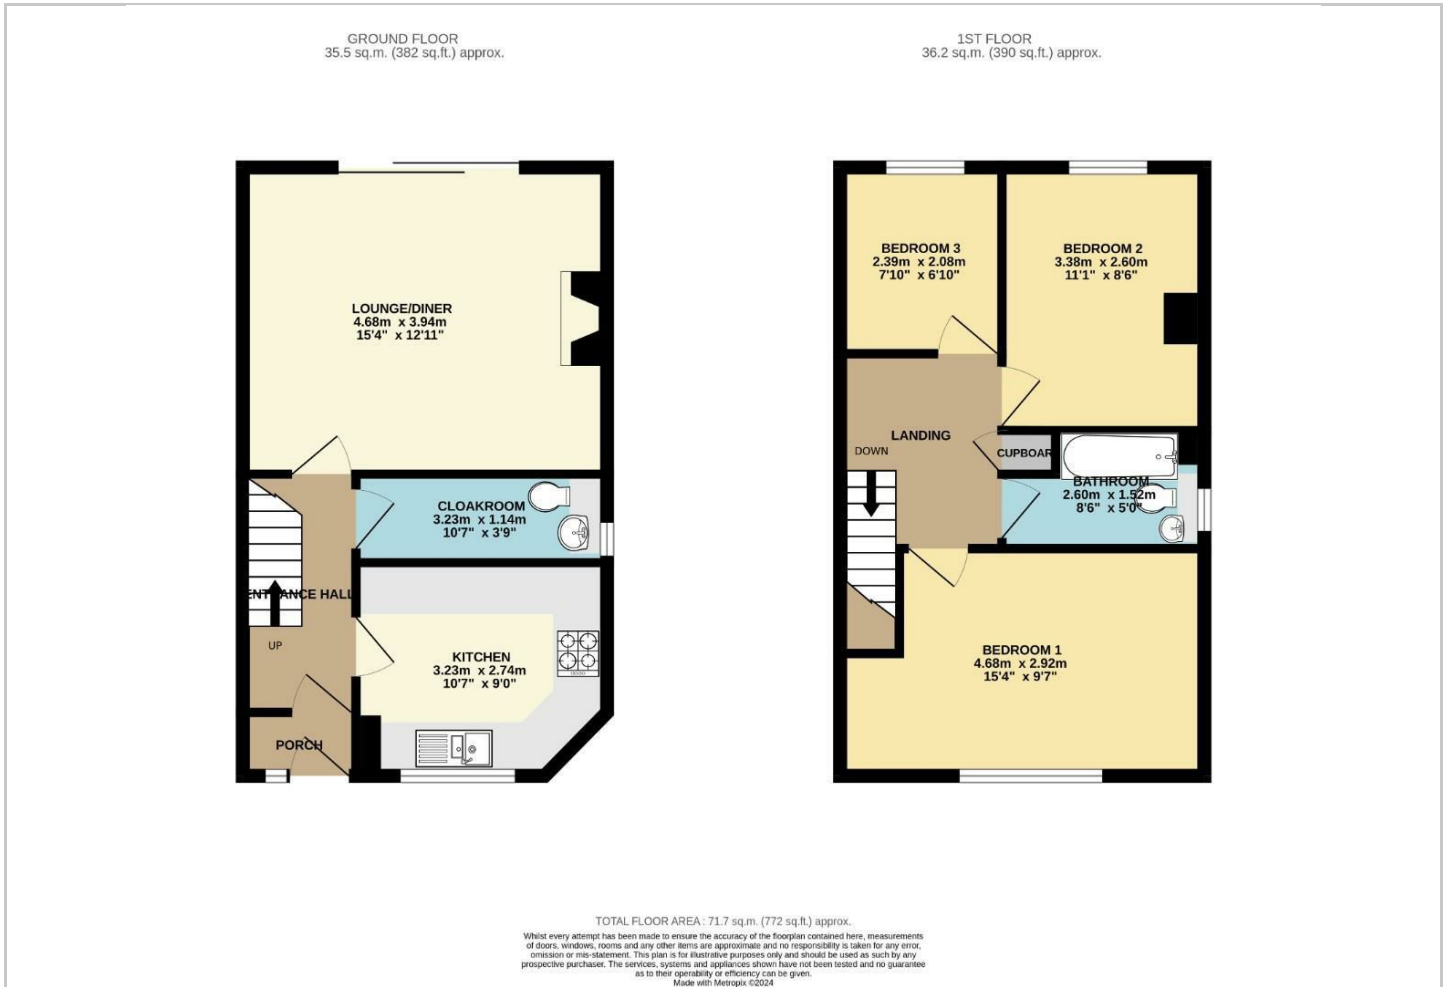 GROUND FLOOR
35.5 sq.m. (382 sq.ft.) approx.
1ST FLOOR
36.2 sq.m. (390 sq.ft.) approx.
LOUNGE/DINER
4.68m x 3.94m
15'4" x 12'11"
CLOAKROOM
3.23m x 1.14m
10'7" x 3'9"
ENTRANCE HALL
UP
KITCHEN
3.23m x 2.74m
10'7" x 9'0"
PORCH
BEDROOM 3
2.39m x 2.08m
7'10" x 6'10"
BEDROOM 2
3.38m x 2.60m
11'1" x 8'6"
LANDING
DOWN
CUPBOAR
BATHROOM
2.60m x 1.52m
8'6" x 5'0"
BEDROOM 1
4.68m x 2.92m
15'4" x 9'7"
TOTAL FLOOR AREA : 71.7 sq.m. (772 sq.ft.) approx.
Whilst every attempt has been made to ensure the accuracy of the floorplan contained here, measurements
of doors, windows, rooms and any other items are approximate and no responsibility is taken for any error,
omission or mis-statement. This plan is for illustrative purposes only and should be used as such by any
prospective purchaser. The services, systems and appliances shown have not been tested and no guarantee
as to their operability or efficiency can be given.
Made with Metropix ©2024